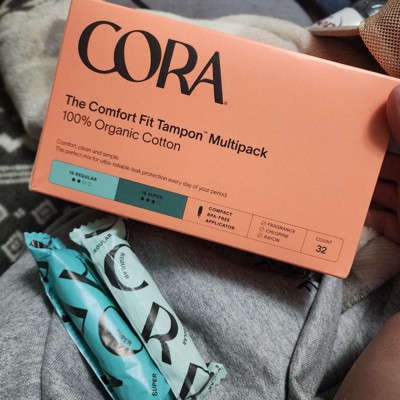 CORA®
The Comfort Fit Tampon™ Multipack
100% Organic Cotton
Comfort, clean and simple.
The perfect mix for ultra-reliable leak protection every day of your period.
16 REGULAR
16 SUPER
COMPACT
BPA-FREE
APPLICATOR
FRAGRANCE
CHLORINE
RAYON
COUNT
32
REGULAR
COR
REGULAR
SUPER